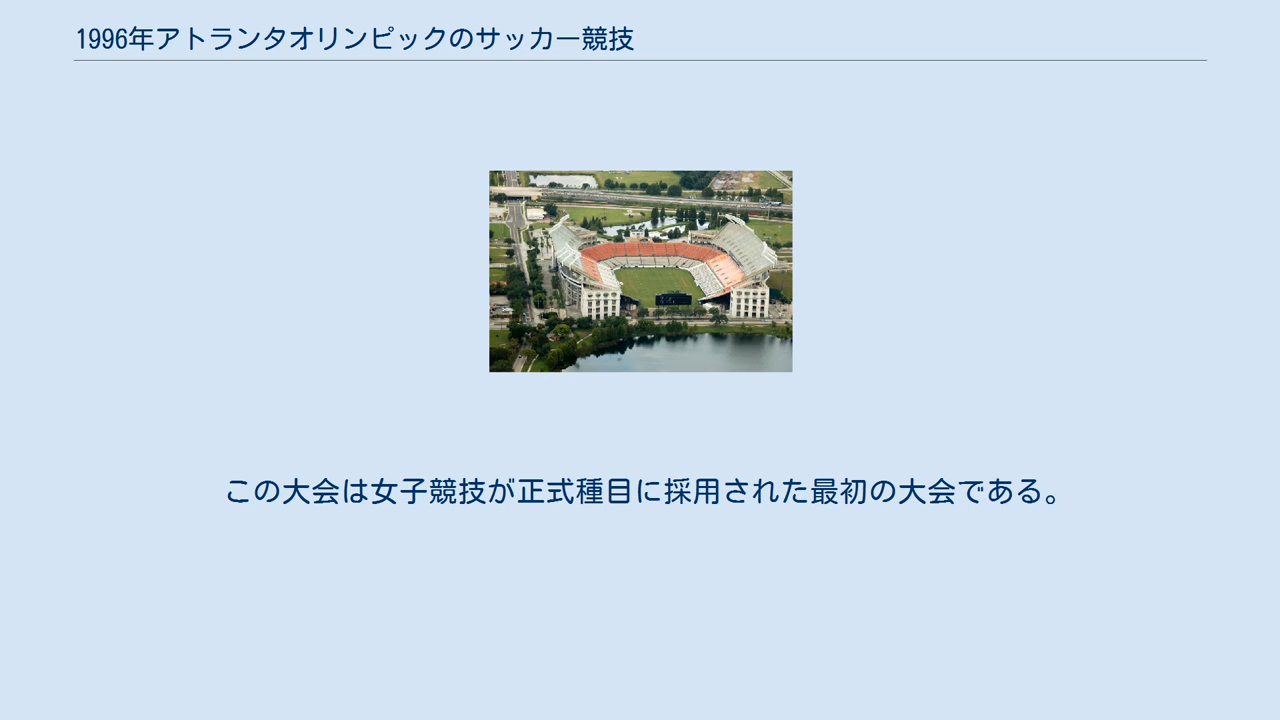 1996年アトランタオリンピックのサッカー競技
この大会は女子競技が正式種目に採用された最初の大会である。